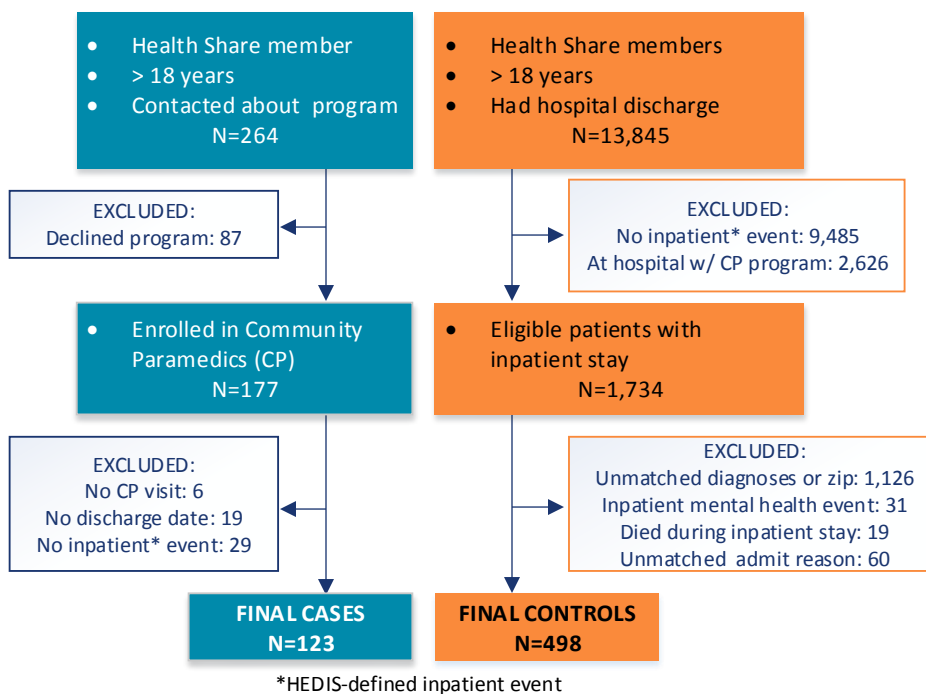 • Health Share member
• > 18 years
• Contacted about program
N=264
• Health Share members
• > 18 years
• Had hospital discharge
N=13,845
EXCLUDED:
Declined program: 87
EXCLUDED:
No inpatient* event: 9,485
At hospital w/ CP program: 2,626
• Enrolled in Community
Paramedics (CP)
N=177
• Eligible patients with
inpatient stay
N=1,734
EXCLUDED:
No CP visit: 6
No discharge date: 19
No inpatient* event: 29
EXCLUDED:
Unmatched diagnoses or zip: 1,126
Inpatient mental health event: 31
Died during inpatient stay: 19
Unmatched admit reason: 60
FINAL CASES
N=123
FINAL CONTROLS
N=498
*HEDIS-defined inpatient event